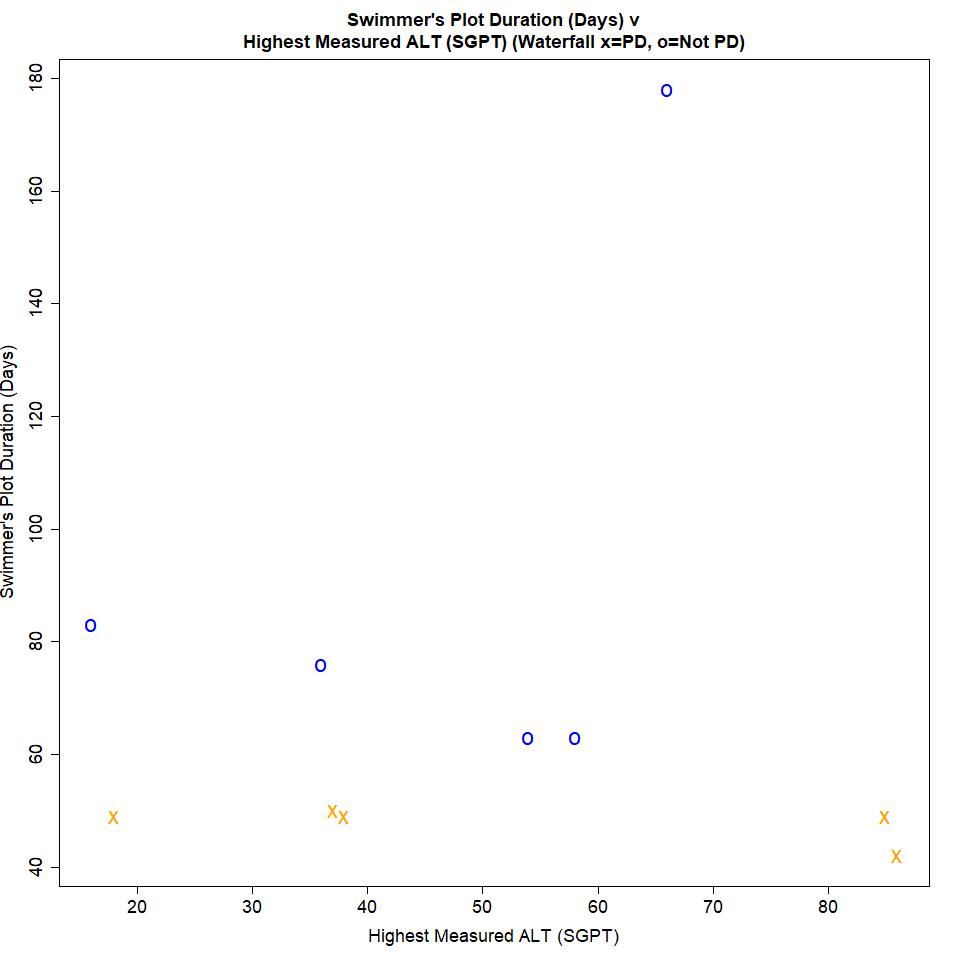 Swimmer's Plot Duration (Days) v
Highest Measured ALT (SGPT) (Waterfall x=PD, o=Not PD)
Swimmer's Plot Duration (Days)
180
160
140
120
100
80
60
40
O
O
O
O
O
X
X
X
X
X
20
30
40
50
60
70
80
Highest Measured ALT (SGPT)